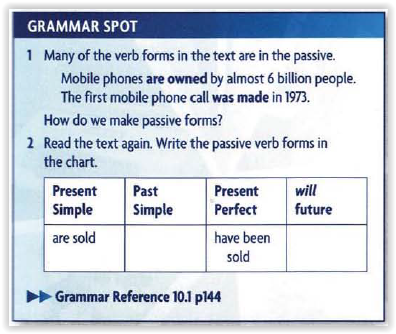 GRAMMAR SPOT
1 Many of the verb forms in the text are in the passive.
Mobile phones are owned by almost 6 billion people.
The first mobile phone call was made in 1973.
How do we make passive forms?
2 Read the text again. Write the passive verb forms in
the chart.
Present Simple
Past Simple
Present Perfect
will future
are sold
have been sold
▶▶ Grammar Reference 10.1 p144